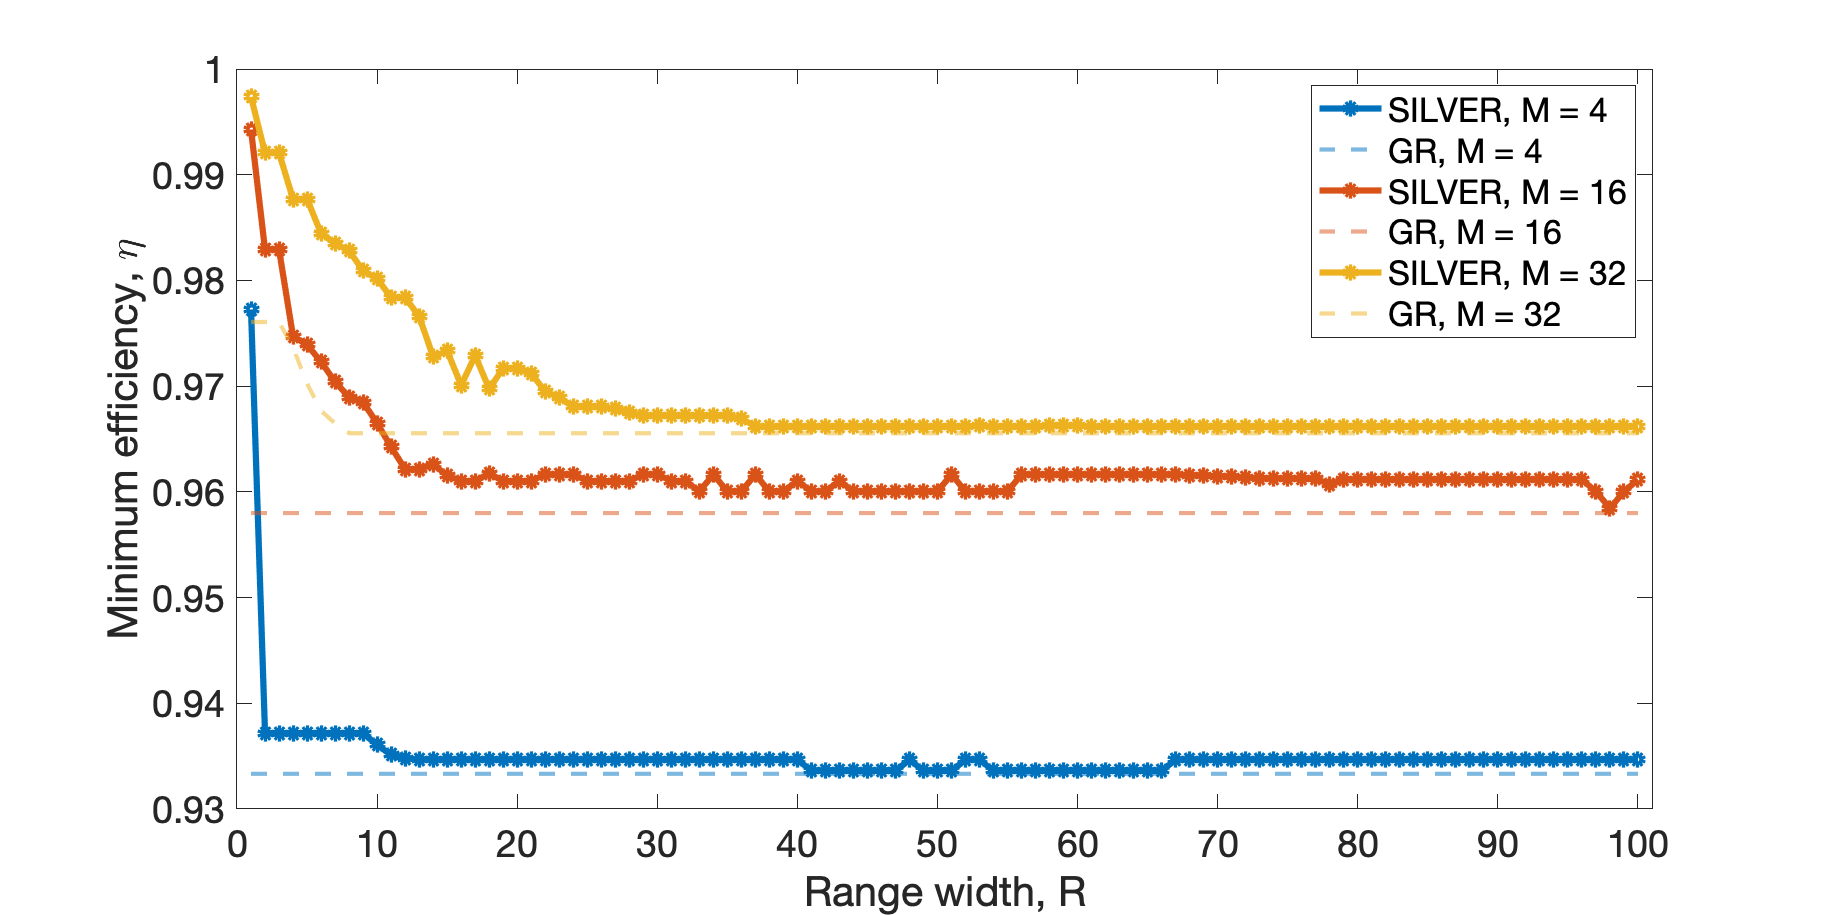 1
0.99
0.98
0.97
0.96
0.95
0.94
0.93
Minimum efficiency, η
0 10 20 30 40 50 60 70 80 90 100
Range width, R
SILVER, M = 4
GR, M = 4
SILVER, M = 16
GR, M = 16
SILVER, M = 32
GR, M = 32